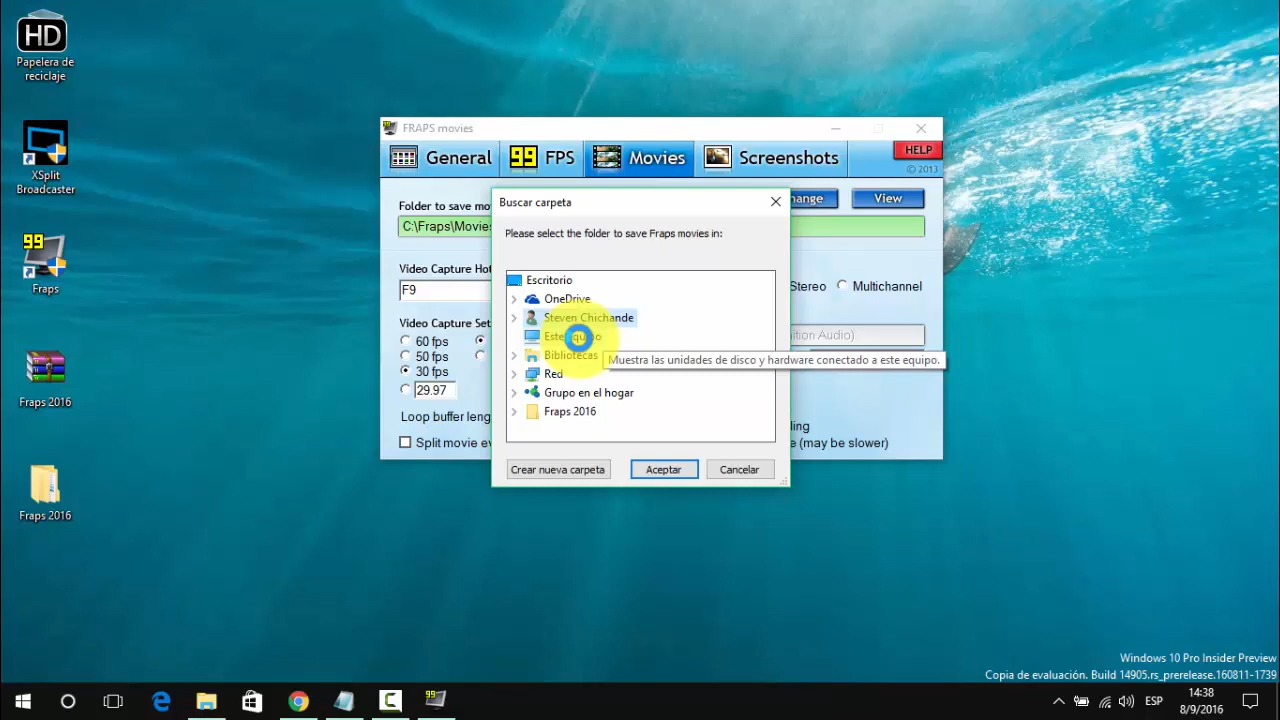 HD
Papelera de
reciclaje
XSplit
Broadcaster
99
Fraps
Fraps 2016
Fraps 2016
99 FRAPS movies
General
99 FPS
Movies
Screenshots
HELP
© 2013
Folder to save mo
hange
View
C:\Fraps\Movies
Video Capture Hot
F9
Stereo
Multichannel
Video Capture Set
60 fps
50 fps
30 fps
29.97
nition Audio)
Loop buffer leng
ling
Split movie ev
e (may be slower)
Buscar carpeta
Please select the folder to save Fraps movies in:
Escritorio
OneDrive
Steven Chichande
Este equipo
Bibliotecas
Muestra las unidades de disco y hardware conectado a este equipo.
Red
Grupo en el hogar
Fraps 2016
Crear nueva carpeta
Aceptar
Cancelar
Windows 10 Pro Insider Preview
Copia de evaluación. Build 14905.rs_prerelease.160811-1739
99
ESP
14:38
8/9/2016